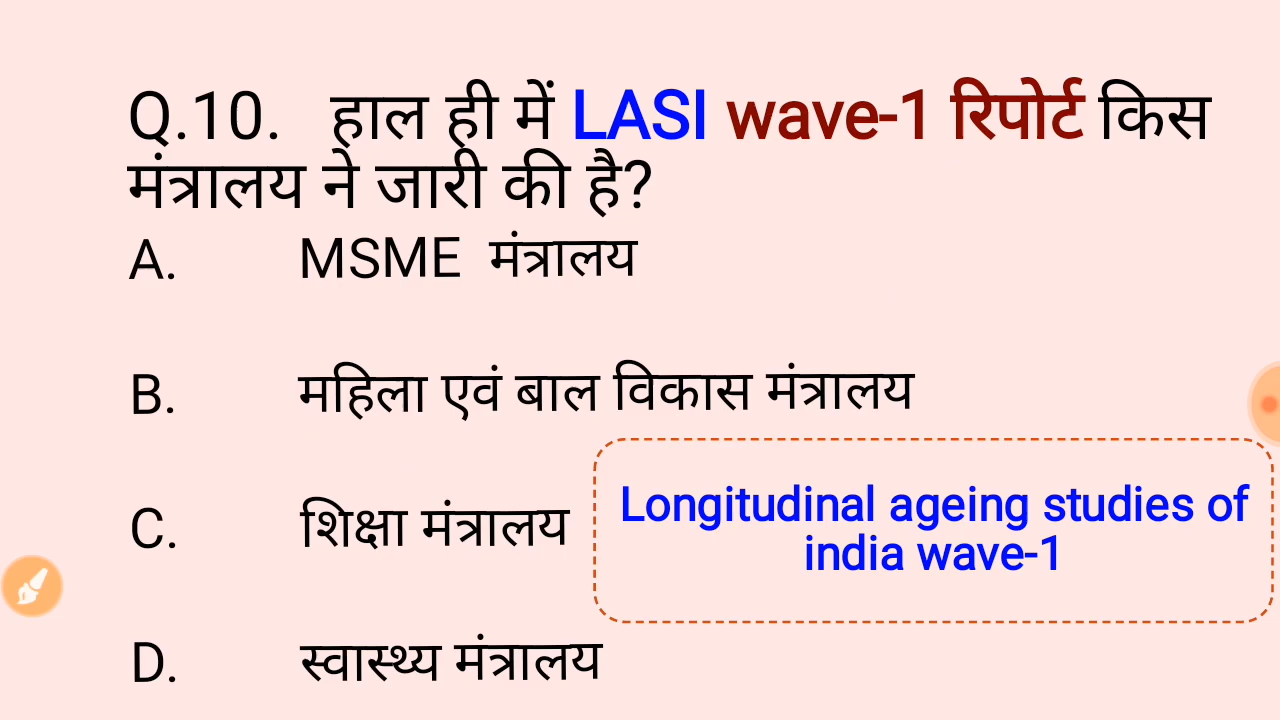 Q.10. हाल ही में LASI wave-1 रिपोर्ट किस
मंत्रालय ने जारी की है?
A. MSME मंत्रालय
B. महिला एवं बाल विकास मंत्रालय
C. शिक्षा मंत्रालय
Longitudinal ageing studies of
india wave-1
D. स्वास्थ्य मंत्रालय